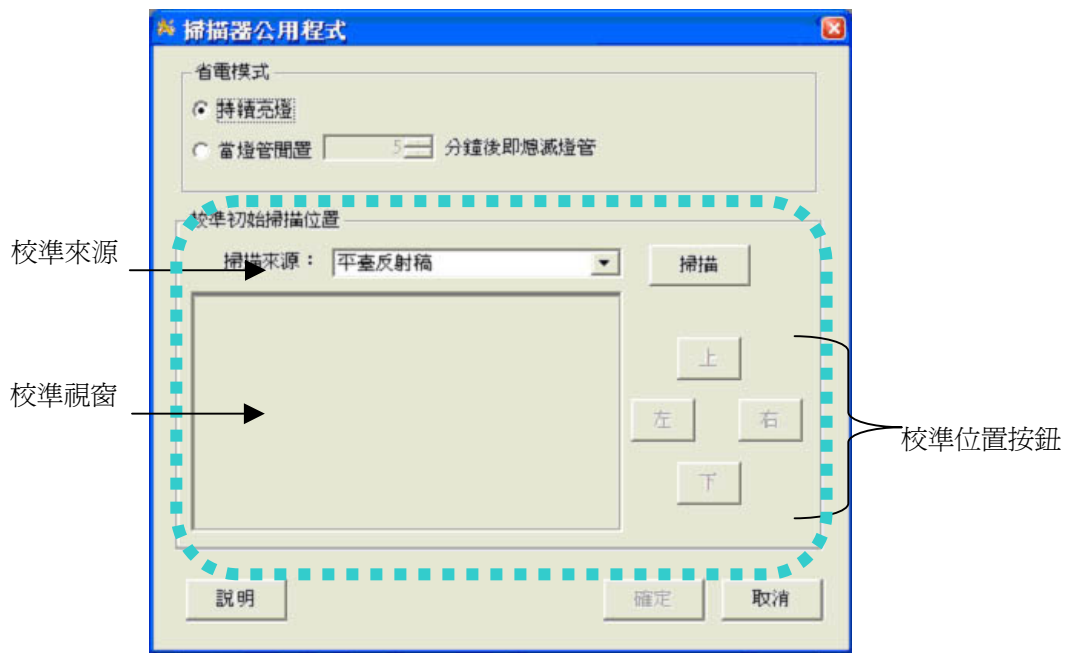 掃描器公用程式
省電模式
持續亮燈
當燈管閒置 5 分鐘後即熄滅燈管
校準初始掃描位置
校準來源
掃描來源： 平臺反射稿 掃描
上
校準視窗
左 右
校準位置按鈕
下
說明 確定 取消